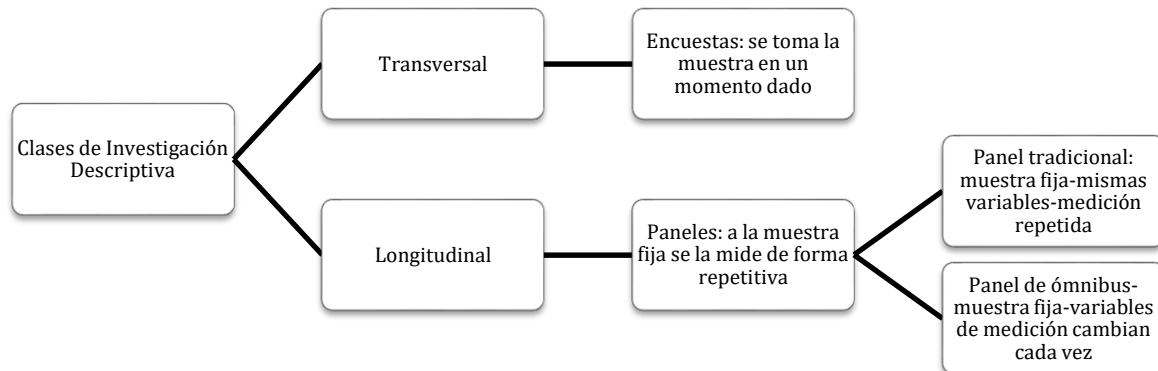 Clases de Investigación
Descriptiva
Transversal
Encuestas: se toma la
muestra en un
momento dado
Longitudinal
Paneles: a la muestra
fija se la mide de forma
repetitiva
Panel tradicional:
muestra fija-mismas
variables-medición
repetida
Panel de ómnibus-
muestra fija-variables
de medición cambian
cada vez